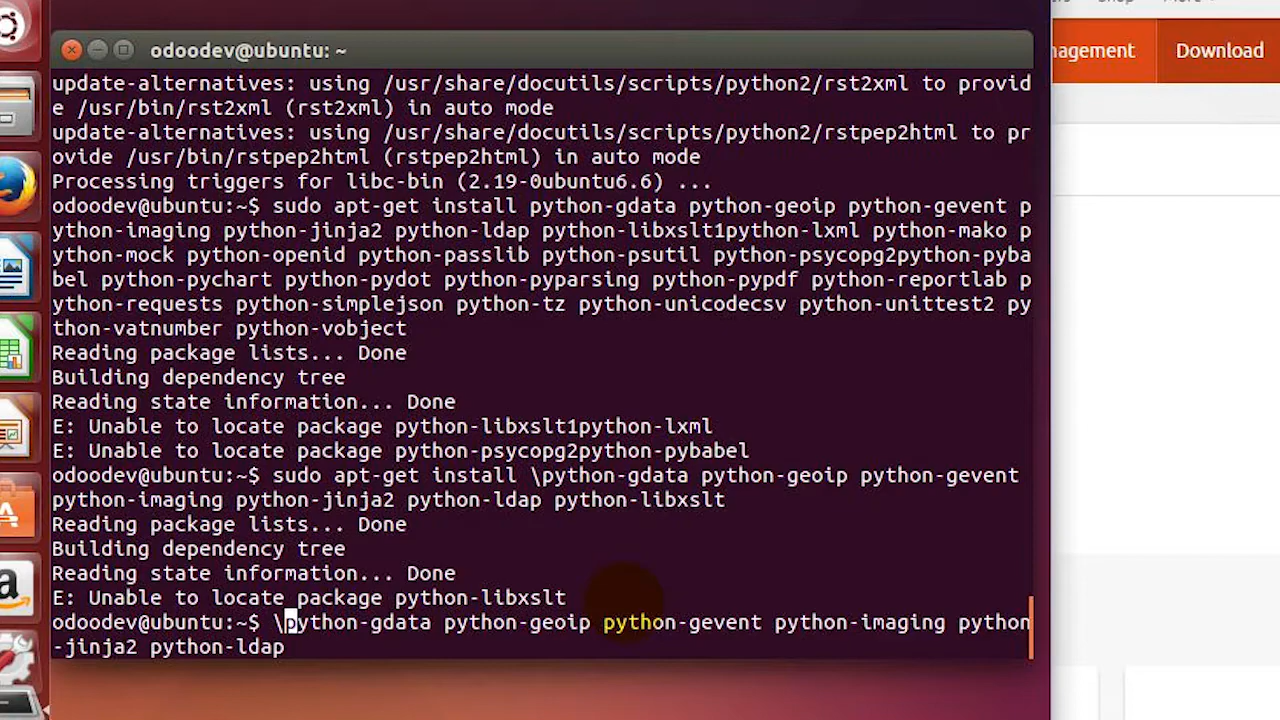 odoodev@ubuntu: ~
nagement
Download
update-alternatives: using /usr/share/docutils/scripts/python2/rst2xml to provid
e /usr/bin/rst2xml (rst2xml) in auto mode
update-alternatives: using /usr/share/docutils/scripts/python2/rstpep2html to pr
ovide /usr/bin/rstpep2html (rstpep2html) in auto mode
Processing triggers for libc-bin (2.19-0ubuntu6.6) ...
odoodev@ubuntu:~$ sudo apt-get install python-gdata python-geoip python-gevent p
ython-imaging python-jinja2 python-ldap python-libxslt1python-lxml python-mako p
ython-mock python-openid python-passlib python-psutil python-psycopg2python-pyba
bel python-pychart python-pydot python-pyparsing python-pypdf python-reportlab p
ython-requests python-simplejson python-tz python-unicodecsv python-unittest2 py
thon-vatnumber python-vobject
Reading package lists... Done
Building dependency tree
Reading state information... Done
E: Unable to locate package python-libxslt1python-lxml
E: Unable to locate package python-psycopg2python-pybabel
odoodev@ubuntu:~$ sudo apt-get install \python-gdata python-geoip python-gevent
python-imaging python-jinja2 python-ldap python-libxslt
Reading package lists... Done
Building dependency tree
Reading state information... Done
E: Unable to locate package python-libxslt
odoodev@ubuntu:~$ \python-gdata python-geoip python-gevent python-imaging python
-jinja2 python-ldap